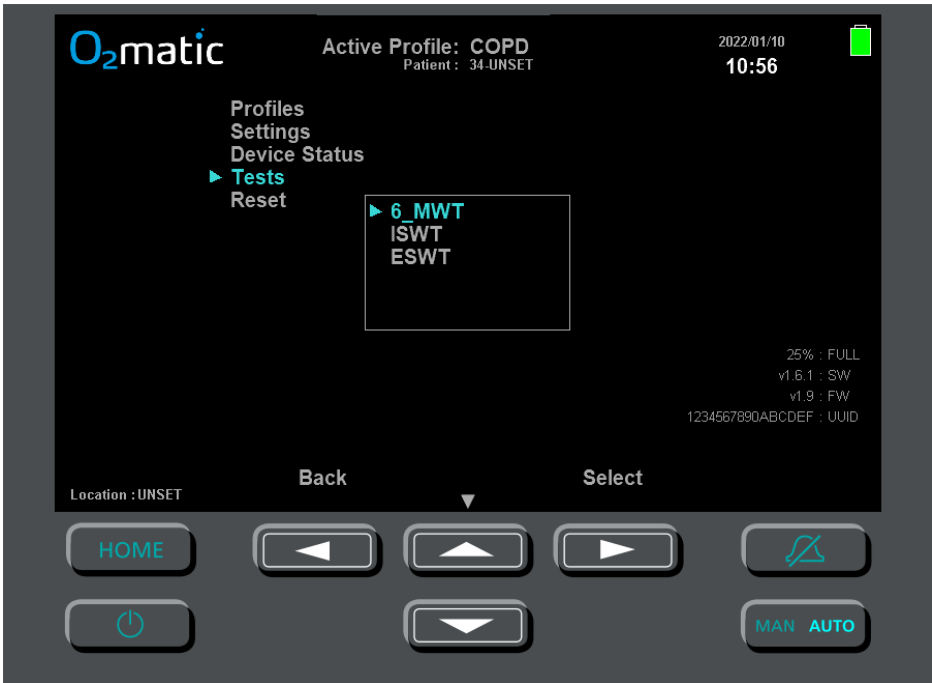 O2matic
Active Profile: COPD
Patient : 34-UNSET
2022/01/10
10:56
Profiles
Settings
Device Status
Tests
Reset
6_MWT
ISWT
ESWT
25% : FULL
v1.6.1 : SW
v1.9 : FW
1234567890ABCDEF : UUID
Back
Select
Location : UNSET
HOME
MAN AUTO